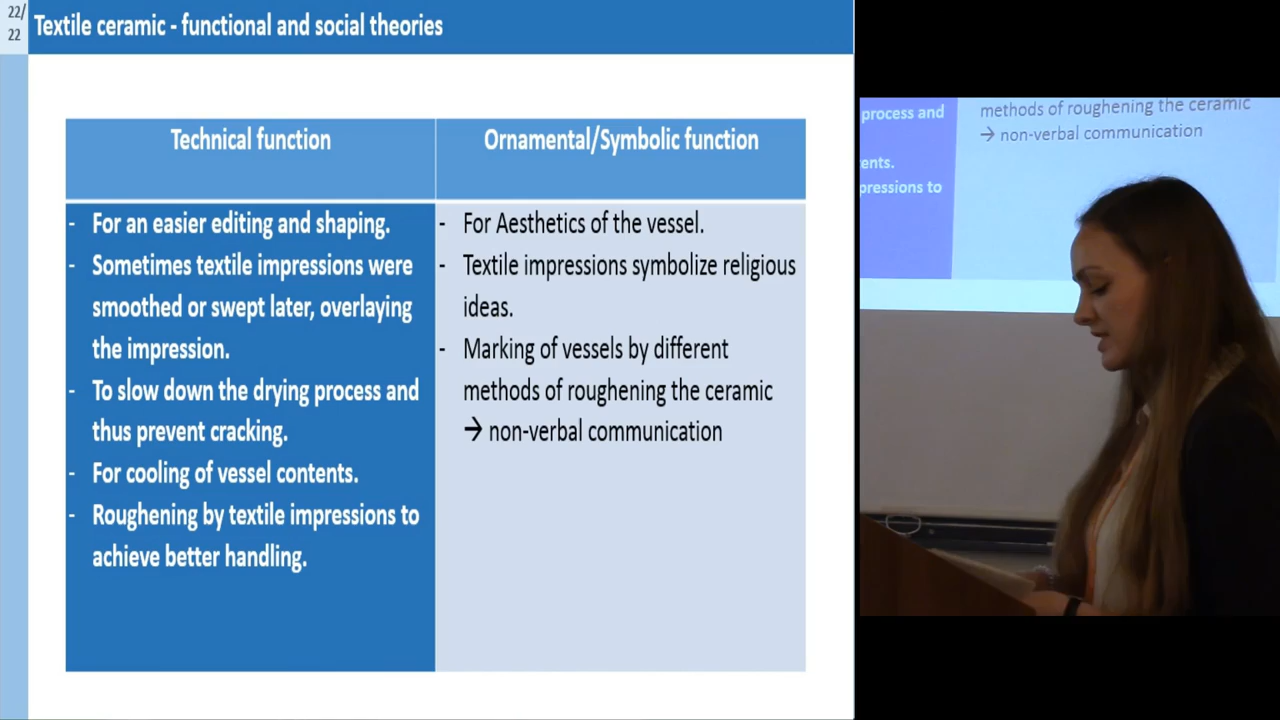 22/
22
Textile ceramic - functional and social theories
Technical function
- For an easier editing and shaping.
- Sometimes textile impressions were
smoothed or swept later, overlaying
the impression.
- To slow down the drying process and
thus prevent cracking.
- For cooling of vessel contents.
- Roughening by textile impressions to
achieve better handling.
Ornamental/Symbolic function
- For Aesthetics of the vessel.
- Textile impressions symbolize religious
ideas.
- Marking of vessels by different
methods of roughening the ceramic
→ non-verbal communication
process and
ents.
pressions to
methods of roughening the ceramic
→ non-verbal communication